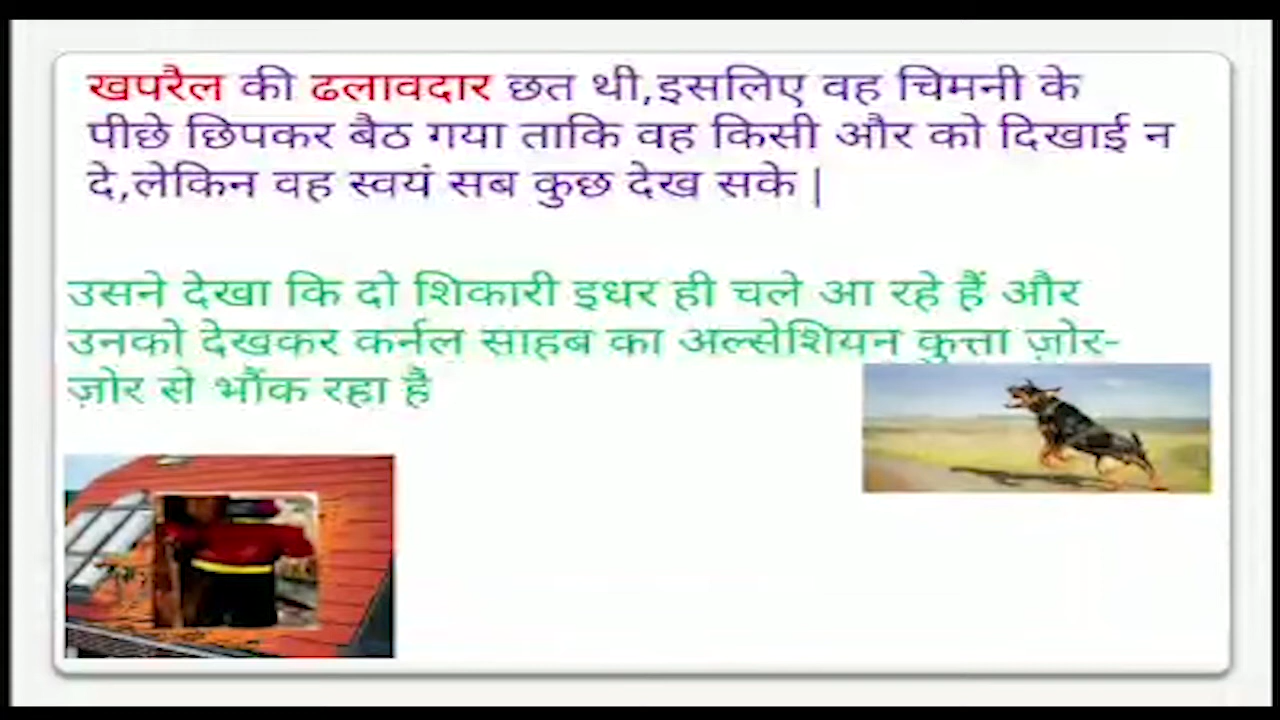 खपरैल की ढलावदार छत थी,इसलिए वह चिमनी के
पीछे छिपकर बैठ गया ताकि वह किसी और को दिखाई न
दे,लेकिन वह स्वयं सब कुछ देख सके |
उसने देखा कि दो शिकारी इधर ही चले आ रहे हैं और
उनको देखकर कर्नल साहब का अल्सेशियन कुत्ता ज़ोर-
ज़ोर से भौंक रहा है